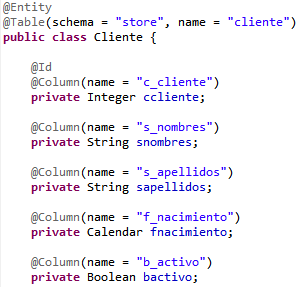 @Entity
@Table(schema = "store", name = "cliente")
public class Cliente {
@Id
@Column(name = "c_cliente")
private Integer ccliente;
@Column(name = "s_nombres")
private String snombres;
@Column(name = "s_apellidos")
private String sapellidos;
@Column(name = "f_nacimiento")
private Calendar fnacimiento;
@Column(name = "b_activo")
private Boolean bactivo;